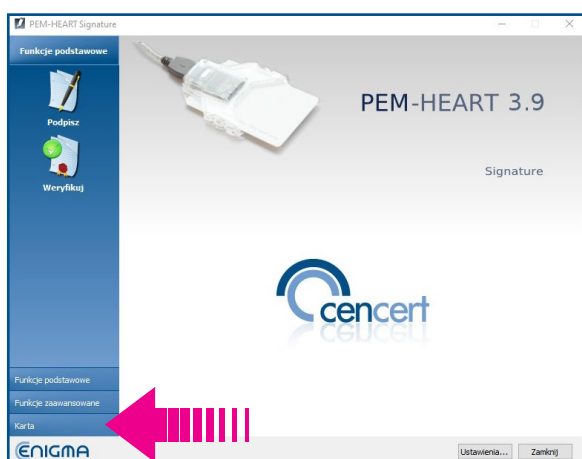 PEM-HEART Signature
Funkcje podstawowe
Podpisz
Weryfikuj
PEM-HEART 3.9
Signature
cencert
Funkcje podstawowe
Funkcje zaawansowane
Karta
ENIGMA
Ustawienia...
Zamknij